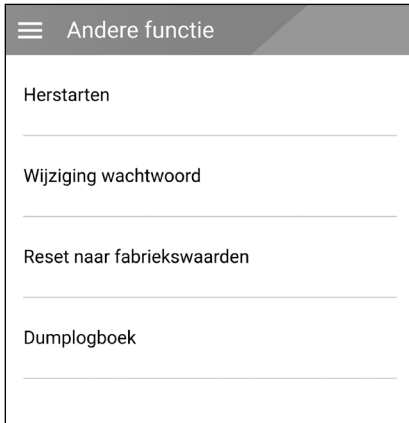 Andere functie
Herstarten
Wijziging wachtwoord
Reset naar fabriekswaarden
Dumplogboek